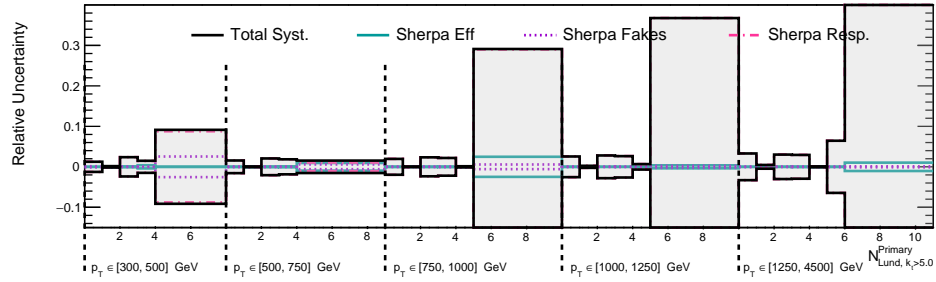 Total Syst. Sherpa Eff Sherpa Fakes Sherpa Resp.
Relative Uncertainty
0.3
0.2
0.1
0
−0.1
2 4 6 2 4 6 8 2 4 6 8 2 4 6 8 2 4 6 8 10
p_T ∈ [300, 500] GeV p_T ∈ [500, 750] GeV p_T ∈ [750, 1000] GeV p_T ∈ [1000, 1250] GeV p_T ∈ [1250, 4500] GeV
N^Primary_Lund, k_t>5.0